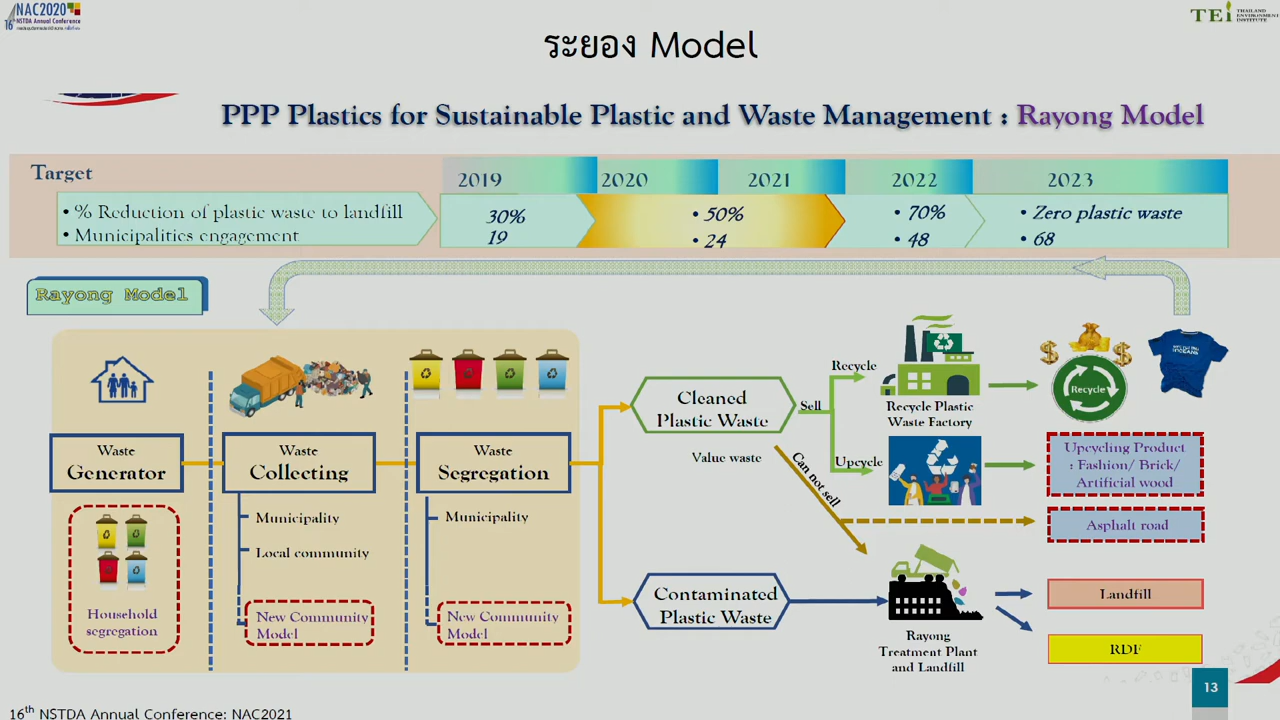 NAC2020
16th NSTDA Annual Conference
TEi THAILAND ENVIRONMENT INSTITUTE
ระยอง Model
PPP Plastics for Sustainable Plastic and Waste Management : Rayong Model
Target
2019
2020
2021
2022
2023
• % Reduction of plastic waste to landfill
• Municipalities engagement
30%
19
• 50%
• 24
• 70%
• 48
• Zero plastic waste
• 68
Rayong Model
Waste
Generator
Household
segregation
Waste
Collecting
Municipality
Local community
New Community
Model
Waste
Segregation
Municipality
New Community
Model
Cleaned
Plastic Waste
Value waste
Sell
Can not sell
Recycle
Upcycle
Recycle Plastic
Waste Factory
Recycle
Upcycling Product
: Fashion/ Brick/
Artificial wood
Asphalt road
Contaminated
Plastic Waste
Rayong
Treatment Plant
and Landfill
Landfill
RDF
13
16th NSTDA Annual Conference: NAC2021